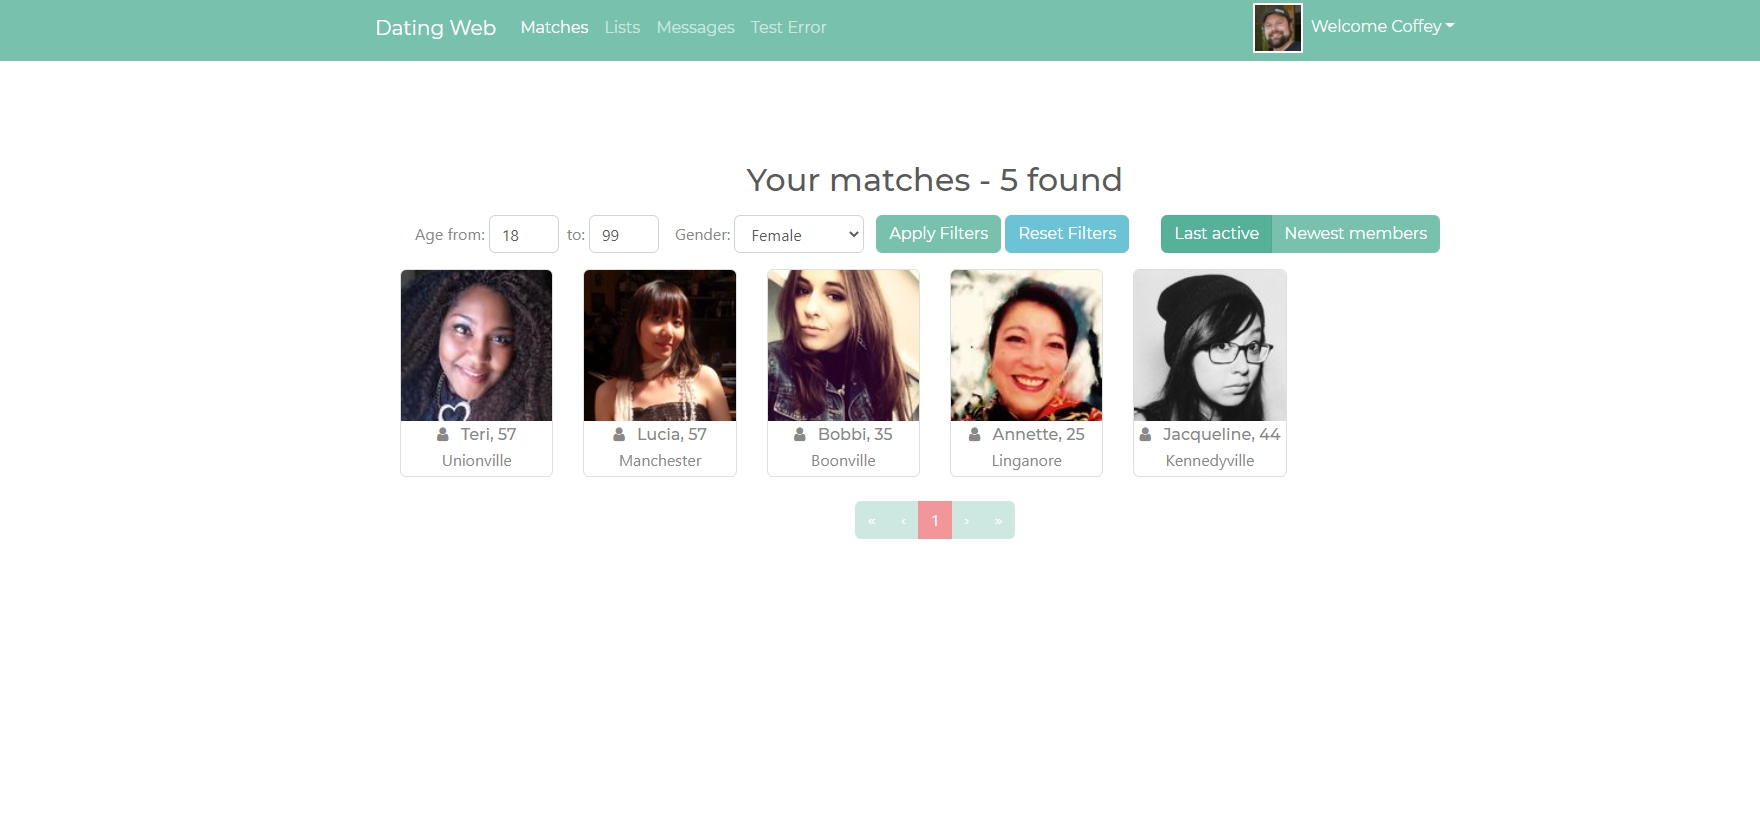 Dating Web Matches Lists Messages Test Error Welcome Coffey
Your matches - 5 found
Age from: 18 to: 99 Gender: Female Apply Filters Reset Filters Last active Newest members
Teri, 57
Unionville
Lucia, 57
Manchester
Bobbi, 35
Boonville
Annette, 25
Linganore
Jacqueline, 44
Kennedyville
« ‹ 1 › »